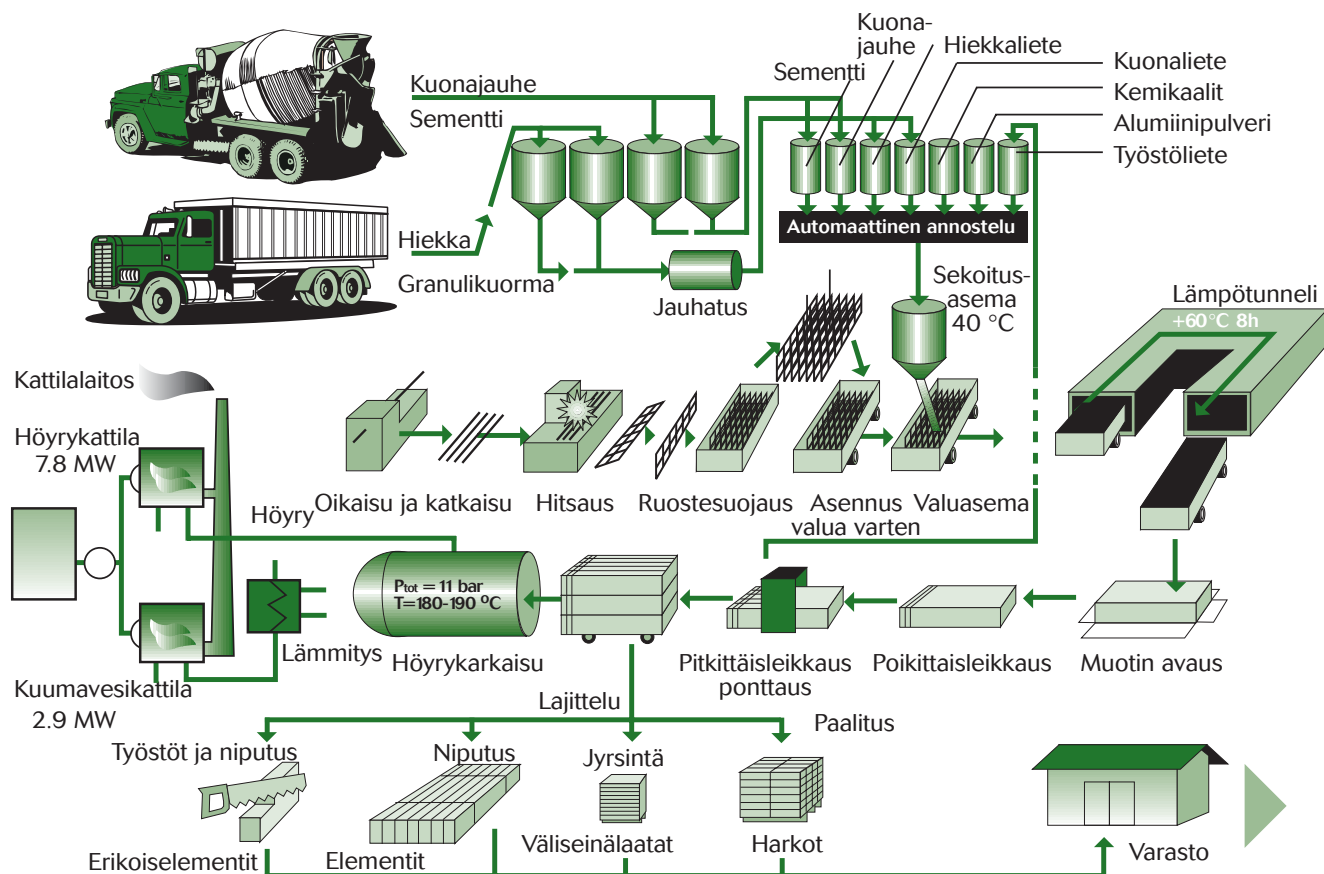 Kuona-
jauhe
Hiekkaliete
Sementti
Kuonaliete
Kemikaalit
Alumiinipulveri
Työstöliete
Kuonajauhe
Sementti
Hiekka
Granulikuorma
Jauhatus
Automaattinen annostelu
Sekoitus-
asema
40 °C
Lämpötunneli
+60°C 8h
Kattilalaitos
Höyrykattila
7.8 MW
Oikaisu ja katkaisu
Hitsaus
Ruostesuojaus
Asennus
valua varten
Valuasema
Höyry
Ptot = 11 bar
T=180-190 °C
Lämmitys
Höyrykarkaisu
Pitkittäisleikkaus
ponttaus
Poikittaisleikkaus
Muotin avaus
Kuumavesikattila
2.9 MW
Lajittelu
Työstöt ja niputus
Niputus
Jyrsintä
Paalitus
Erikoiselementit
Elementit
Väliseinälaatat
Harkot
Varasto